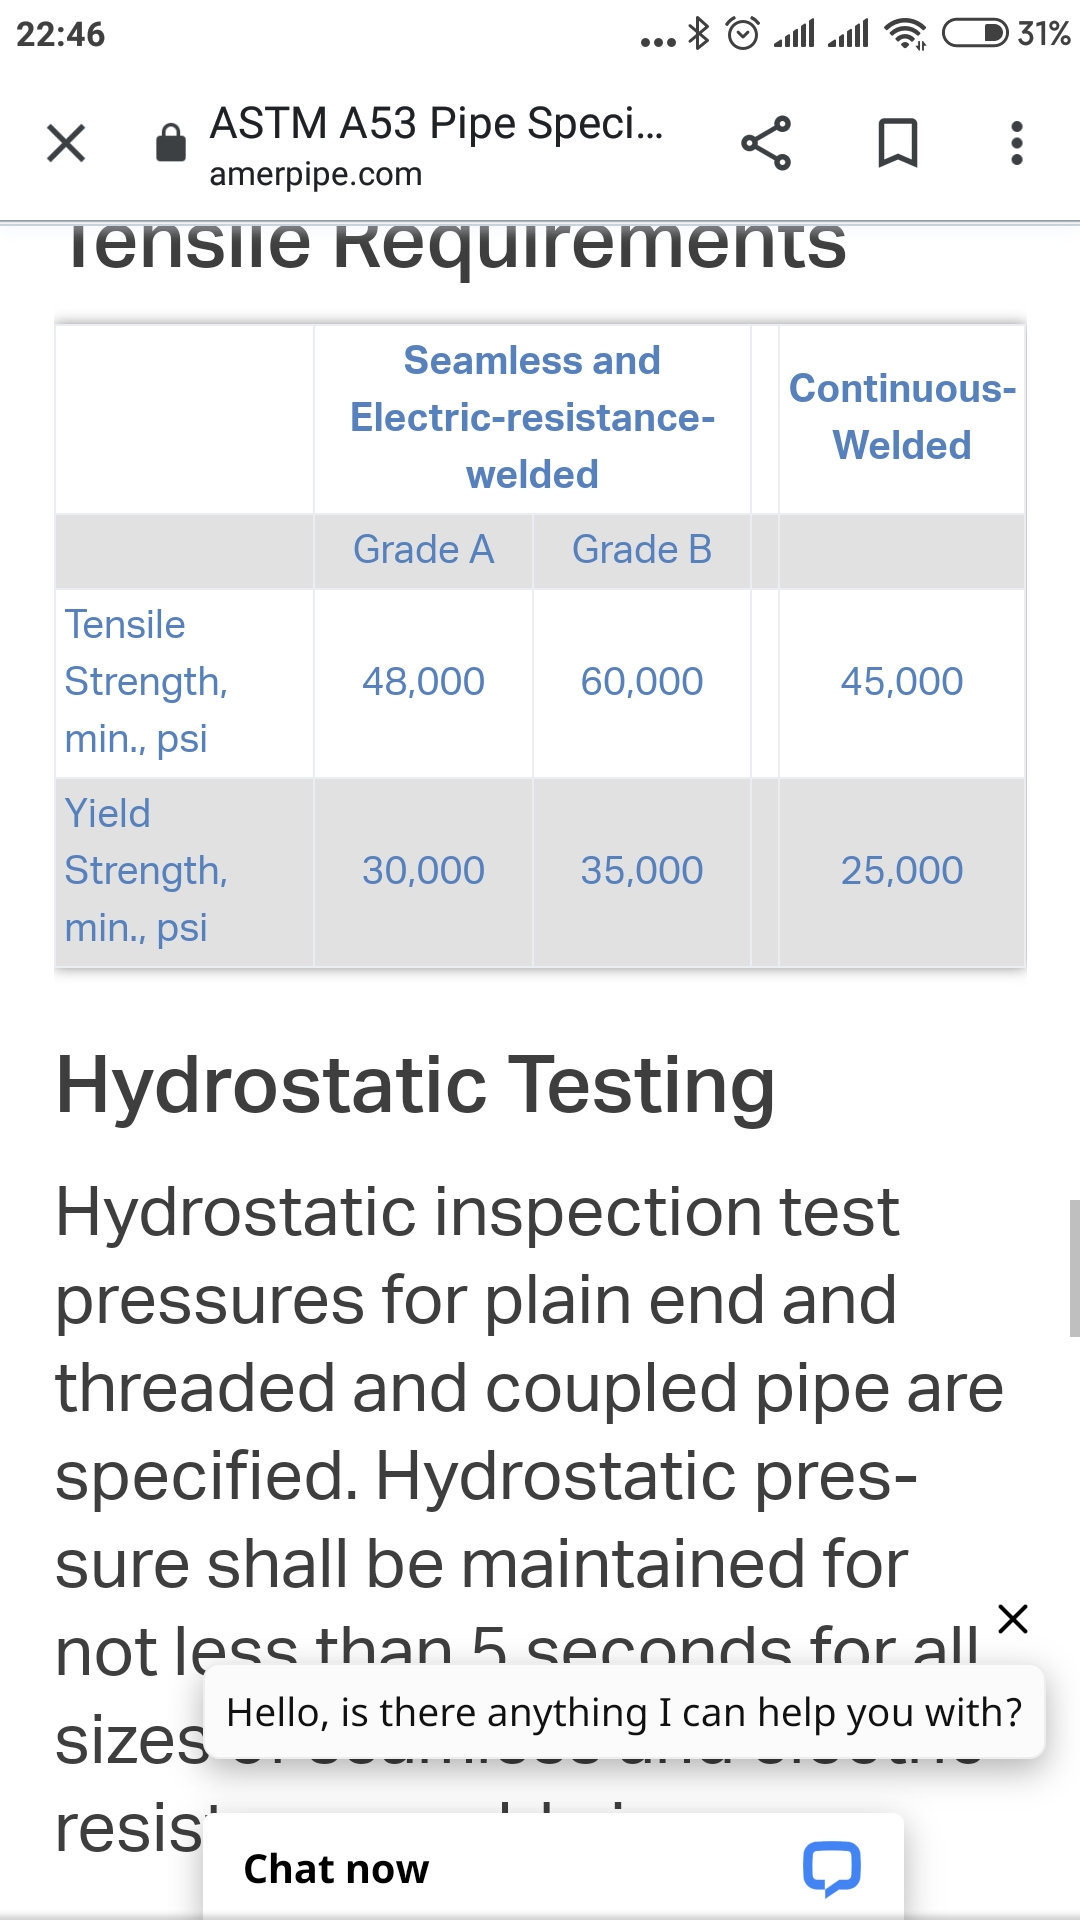 22:46
31%
ASTM A53 Pipe Speci...
amerpipe.com
Tensile Requirements
Seamless and
Electric-resistance-
welded
Continuous-
Welded
Grade A
Grade B
Tensile
Strength,
min., psi
48,000
60,000
45,000
Yield
Strength,
min., psi
30,000
35,000
25,000
Hydrostatic Testing
Hydrostatic inspection test
pressures for plain end and
threaded and coupled pipe are
specified. Hydrostatic pres-
sure shall be maintained for
not less than 5 seconds for all
sizes
Hello, is there anything I can help you with?
Chat now